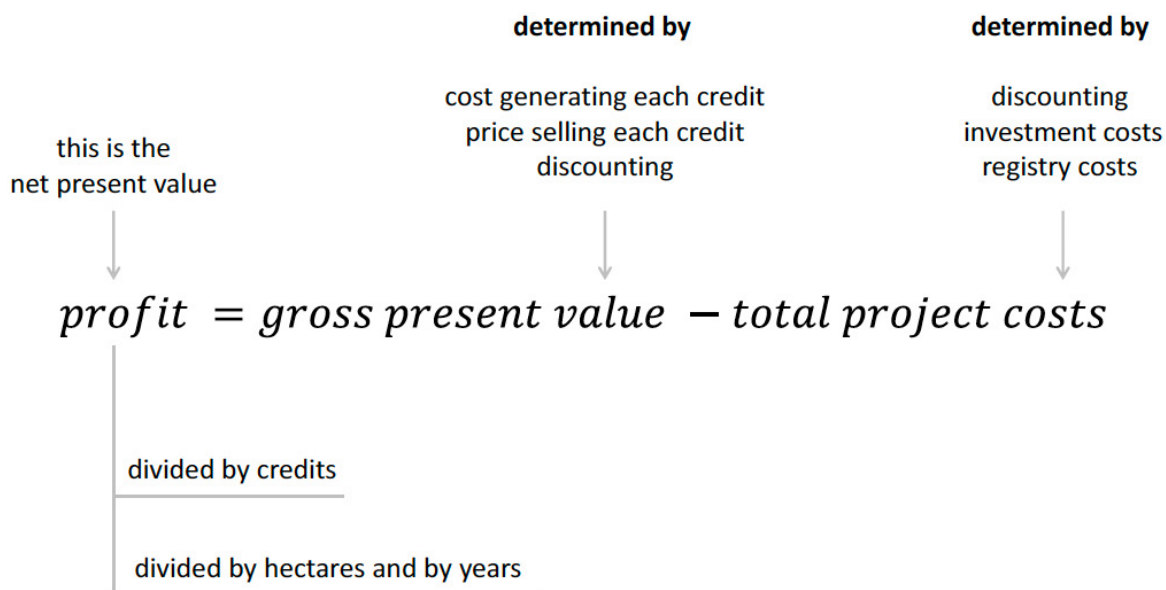 determined by
cost generating each credit
price selling each credit
discounting
determined by
discounting
investment costs
registry costs
this is the
net present value
profit = gross present value − total project costs
divided by credits
divided by hectares and by years